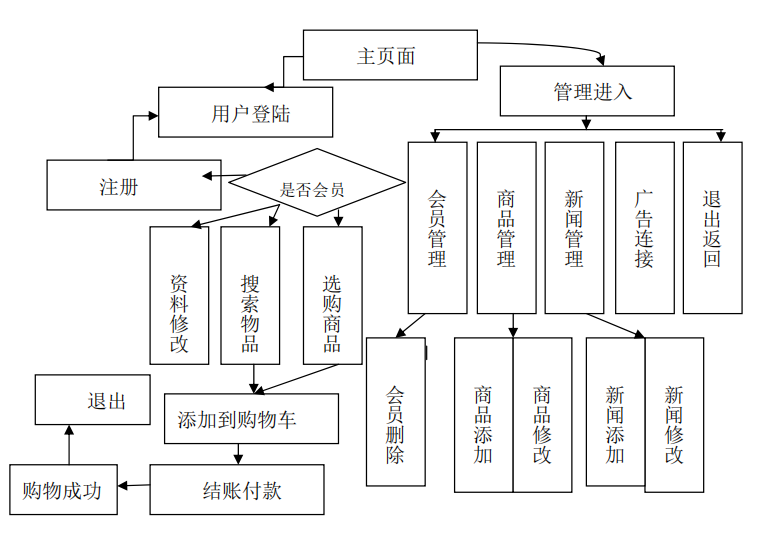 主页面
管理进入
用户登陆
注册
是否会员
会员管理
商品管理
新闻管理
广告连接
退出返回
资料修改
搜索物品
选购商品
会员删除
商品添加
商品修改
新闻添加
新闻修改
退出
添加到购物车
购物成功
结账付款